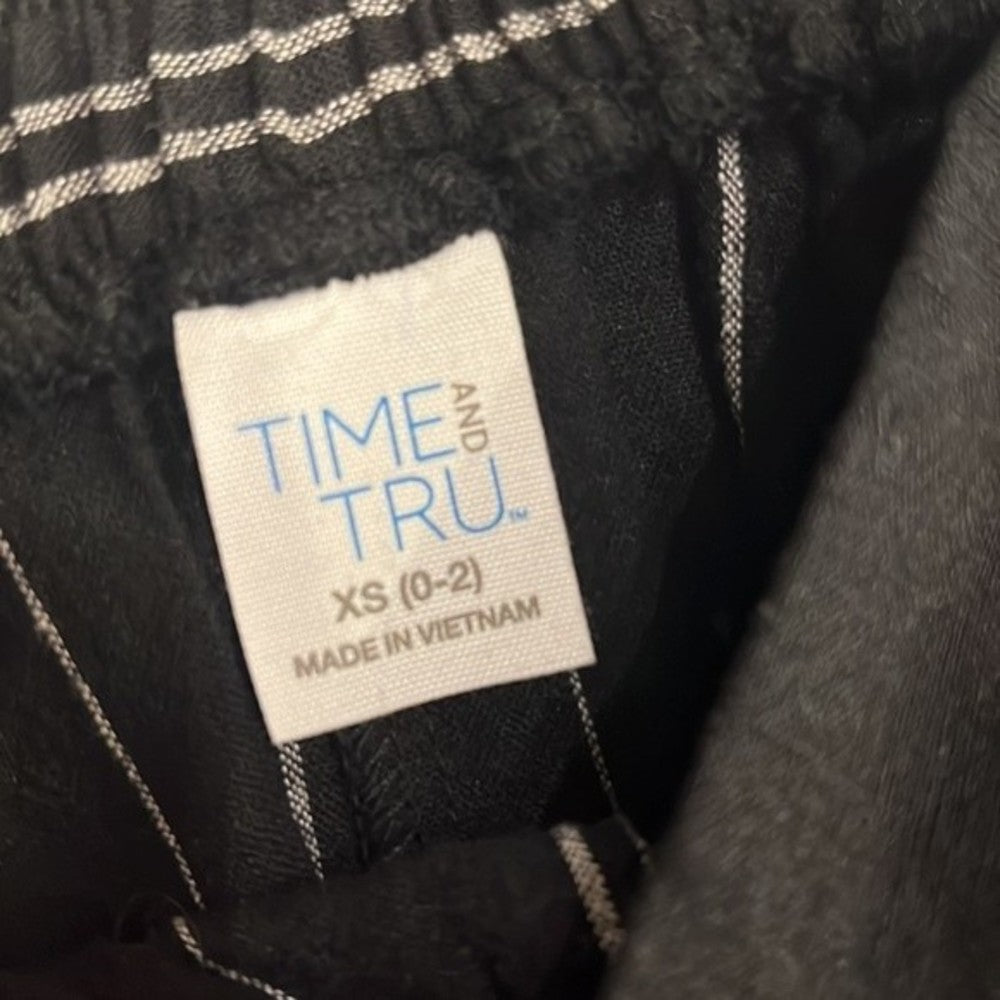 TIME AND
TRU™
XS (0-2)
MADE IN VIETNAM